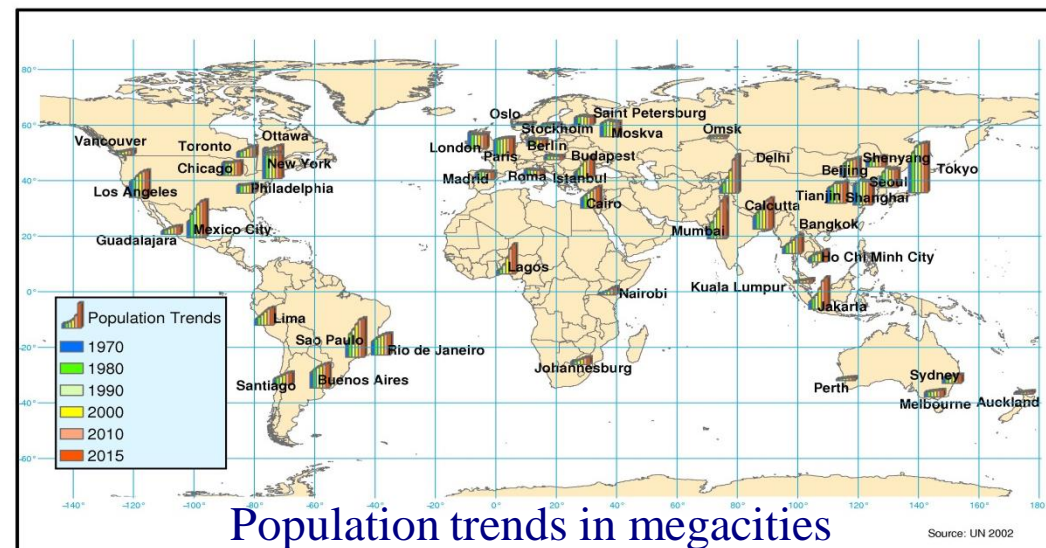 80°
60°
40°
20°
0°
-20°
-40°
-60°
Oslo
Saint Petersburg
Stockholm
Moskva
Omsk
Vancouver
Toronto
Ottawa
London
Berlin
Paris
Budapest
Delhi
Beijing
Shenyang
Chicago
New York
Madrid
Roma
Istanbul
Seoul
Tokyo
Los Angeles
Philadelphia
Cairo
Tianjin
Shanghai
Calcutta
Mexico City
Mumbai
Bangkok
Guadalajara
Ho Chi Minh City
Lagos
Kuala Lumpur
Nairobi
Jakarta
Population Trends
1970
1980
1990
2000
2010
2015
Lima
Sao Paulo
Rio de Janeiro
Johannesburg
Santiago
Buenos Aires
Perth
Sydney
Melbourne
Auckland
-140° -120° -100° -80° -60° -40° -20° 0° 20° 40° 60° 80° 100° 120° 140° 160° 180°
Population trends in megacities
Source: UN 2002